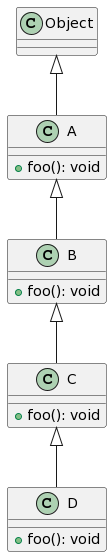 C Object
C A
+ foo(): void
C B
+ foo(): void
C C
+ foo(): void
C D
+ foo(): void